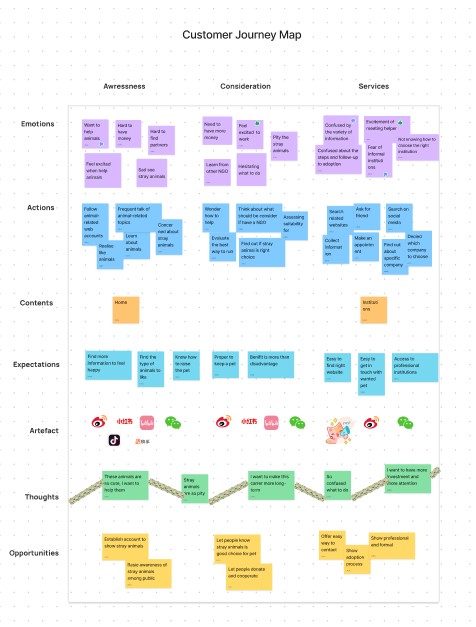 Customer Journey Map
Awressness
Consideration
Services
Emotions
Want to
help
animals
Hard to
have
money
Hard to
find
partners
Feel excited
when help
animals
Sad see
stray animals
Need to
have more
money
Feel
excited to
work
Pity the
stray
animals
Learn from
other NGO
Hesitating
what to do
Confused by
the variety of
information
Excitement of
meeting helper
Not knowing how to
choose the right
institution
Confused about the
steps and follow-up
to adoption
Fear of
informal
instituti
ons
Actions
Follow
animal-
related
web
accounts
Frequent talk of
animal-related
topics
Concer
ned about
stray
animals
Learn
about
animals
Realise
like
animals
Wonder
how to
help
Think about what
should be consider
if have a NGO
Assessing
suitability
for
Evaluate
the best
way to run
Find out if stray
animal is right
choice
Search
related
websites
Ask for
friend
Search on
social
media
Collect
informat
ion
Make an
appointm
ent
Find out
about
specific
company
Decied
which
company
to choose
Contents
Home
Instituti
ons
Expectations
Find more
information to feel
happy
Find the
type of
animals to
like
Know how
to raise
the pet
Proper to
keep a pet
Benifit is more than
disadvantage
Easy to
find right
website
Easy to
get in
touch with
wanted
pet
Access to
professional
institutions
Artefact
小红书
小红书
小红书
快手
Thoughts
These animals are
so cute, I want to
help them
Stray
animals
are so pity
I want to make this
career more long-
term
So
confused
what to do
I want to have more
investment and
more attention
Opportunities
Establish account to
show stray animals
Raise awareness of
stray animals
among public
Let people know
stray animals is
good choice for pet
Let people donate
and cooperate
Offer easy
way to
contact
Show
adoption
process
Show professional
and formal